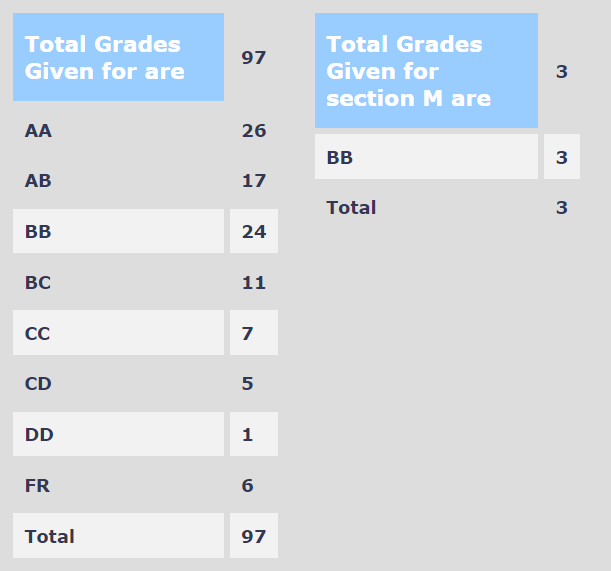 Total Grades
Given for are
97
AA 26
AB 17
BB 24
BC 11
CC 7
CD 5
DD 1
FR 6
Total 97
Total Grades
Given for
section M are
3
BB 3
Total 3